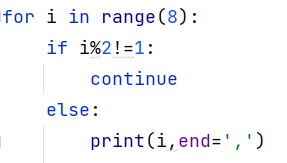 for i in range(8):
    if i%2!=1:
        continue
    else:
        print(i,end=',')